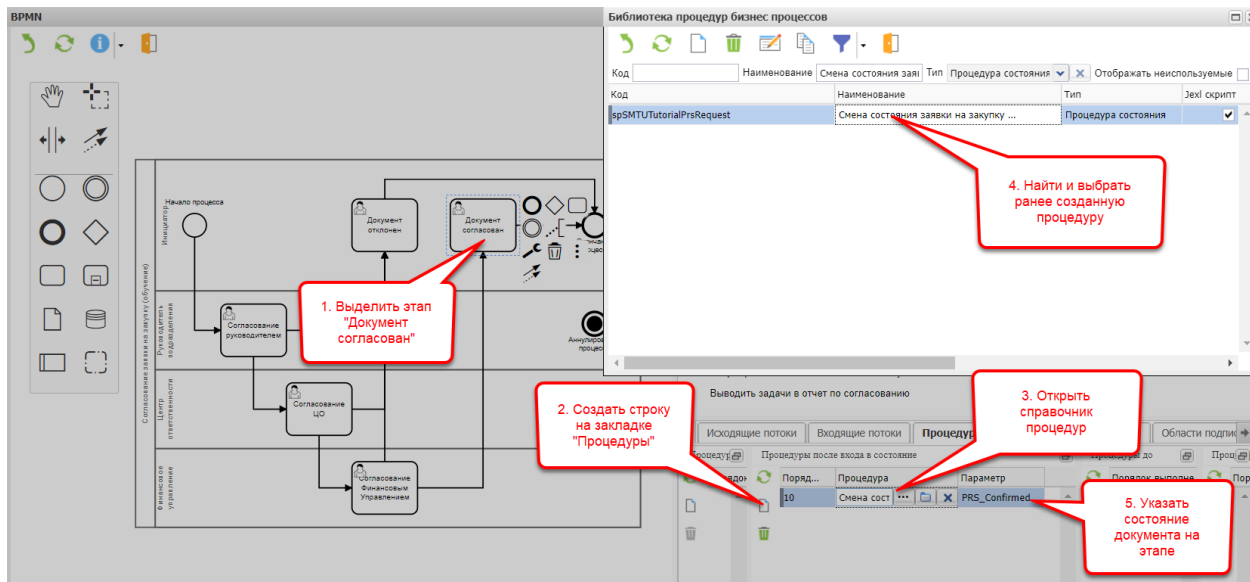 BPMN
Библиотека процедур бизнес процессов
Код
Наименование
Смена состояния заяі
Тип
Процедура состояния
Отображать неиспользуемые
Код
Наименование
Тип
Jexl скрипт
spSMTUTutorialPrsRequest
Смена состояния заявки на закупку ...
Процедура состояния
4. Найти и выбрать
ранее созданную
процедуру
Согласование заявки на закупку (обучение)
Инициатор
Начало процесса
Документ
отклонен
Документ
согласован
1. Выделить этап
"Документ
согласован"
Руководитель
подразделения
Согласование
руководителем
Аннулиров
процес
Центр
ответственности
Согласование
ЦО
Финансовое
управление
Согласование
Финансовым
Управлением
Выводить задачи в отчет по согласованию
2. Создать строку
на закладке
"Процедуры"
3. Открыть
справочник
процедур
Исходящие потоки
Входящие потоки
Процедур
Области подпис
Процедуры после входа в состояние
Процедуры до
Поряд...
Процедура
Параметр
Порядок выполне
Пор
10
Смена сост
PRS_Confirmed
5. Указать
состояние
документа на
этапе